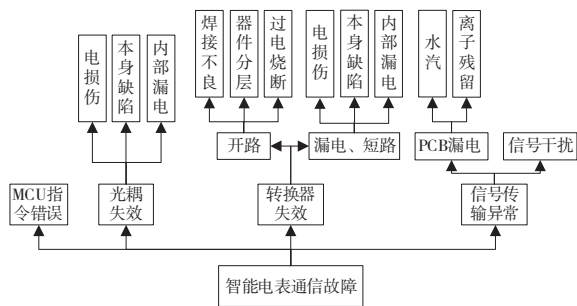 电损伤
本身缺陷
内部漏电
焊接不良
器件分层
过电烧断
电损伤
本身缺陷
内部漏电
水汽
离子残留
开路
漏电、短路
PCB漏电
信号干扰
MCU指
令错误
光耦
失效
转换器
失效
信号传
输异常
智能电表通信故障